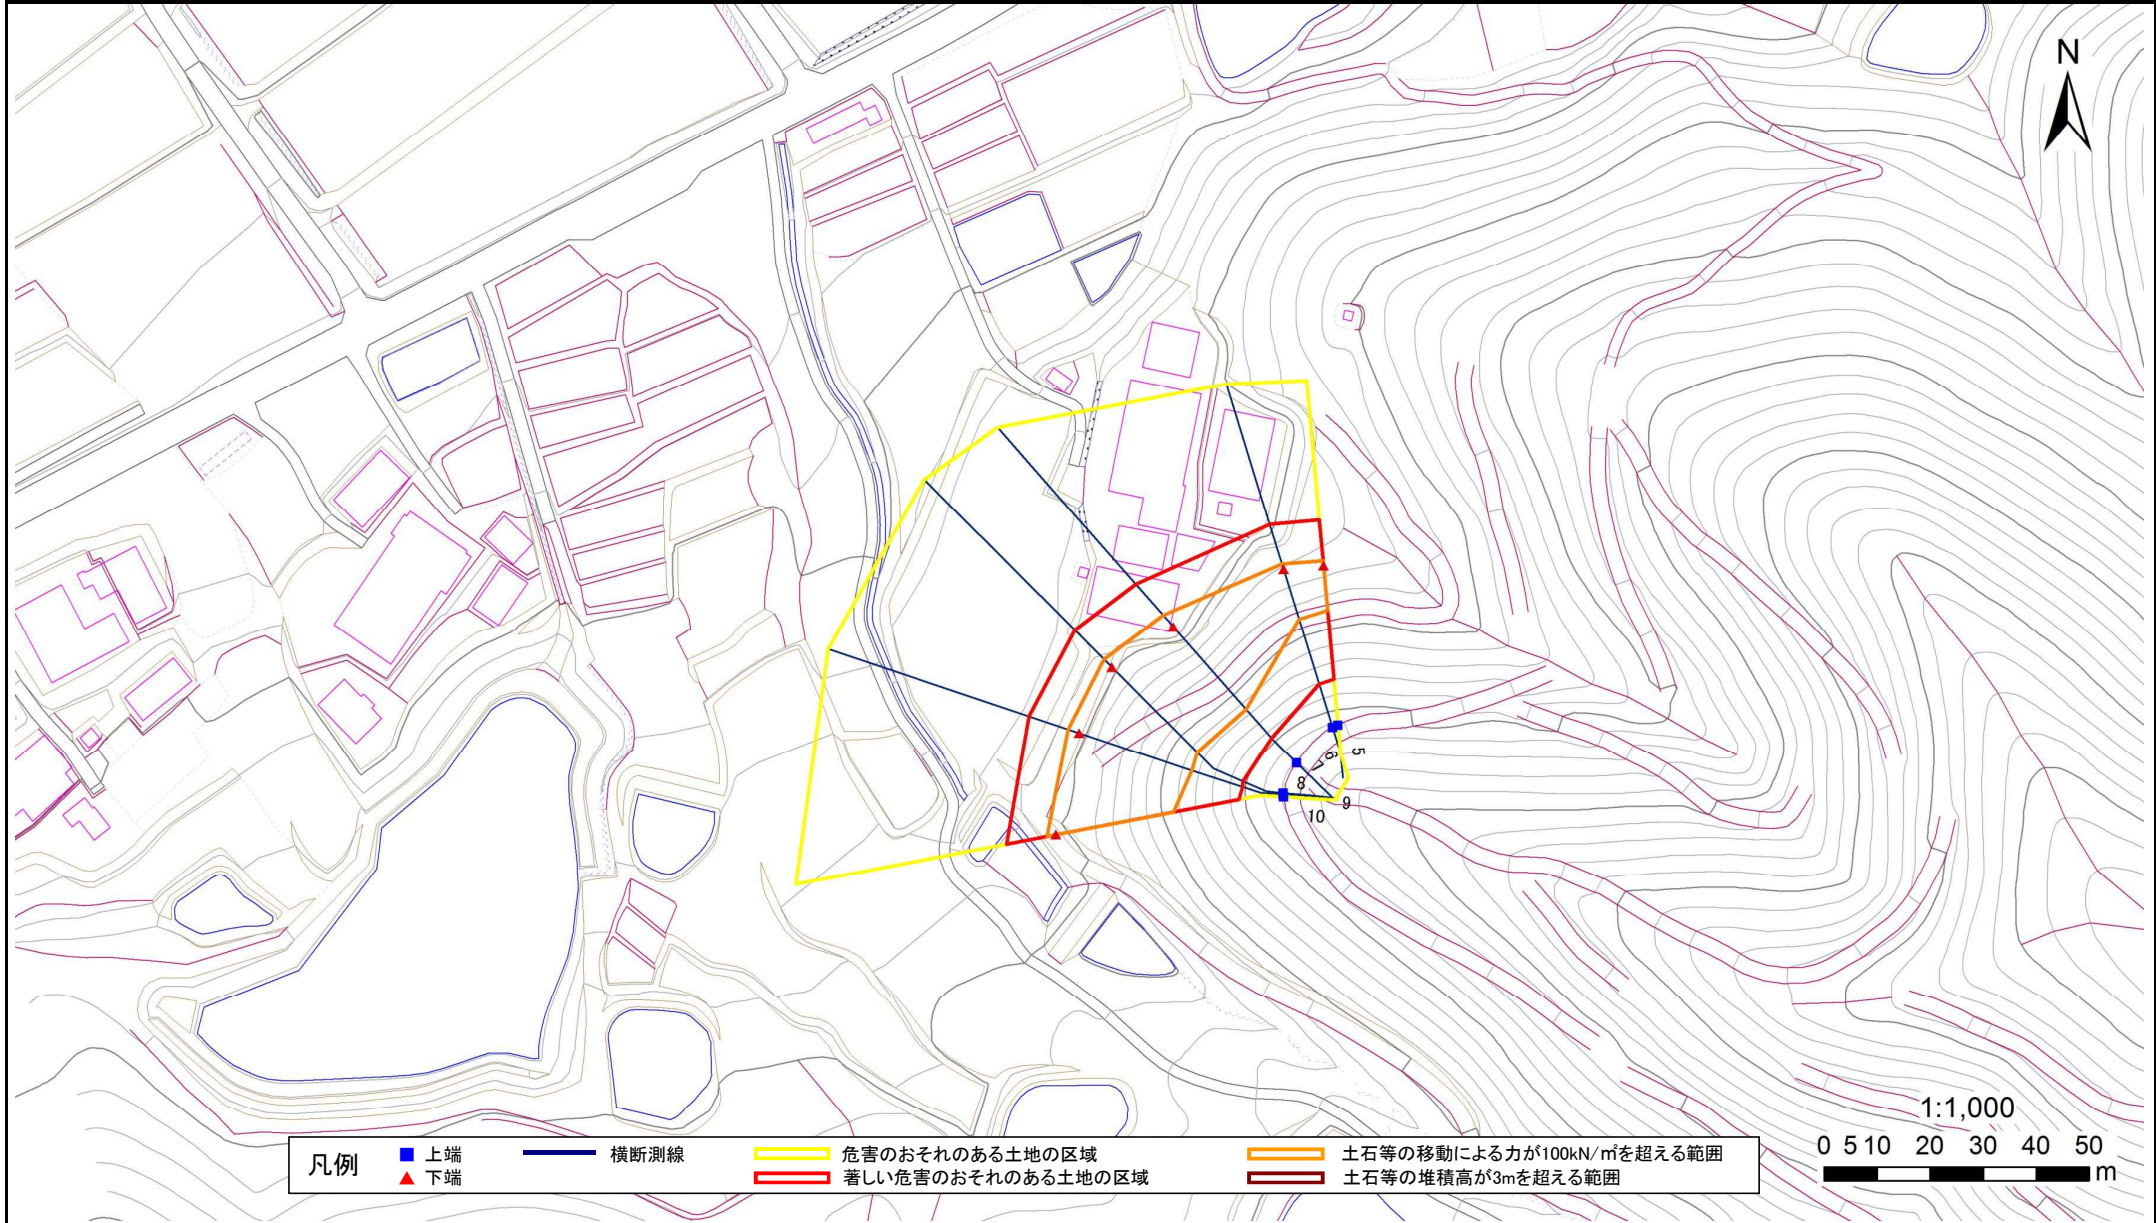 N
5
6
7
8
9
10
1:1,000
0 5 10 20 30 40 50
m
凡例
上端
下端
横断測線
危害のおそれのある土地の区域
著しい危害のおそれのある土地の区域
土石等の移動による力が100kN/㎡を超える範囲
土石等の堆積高が3mを超える範囲